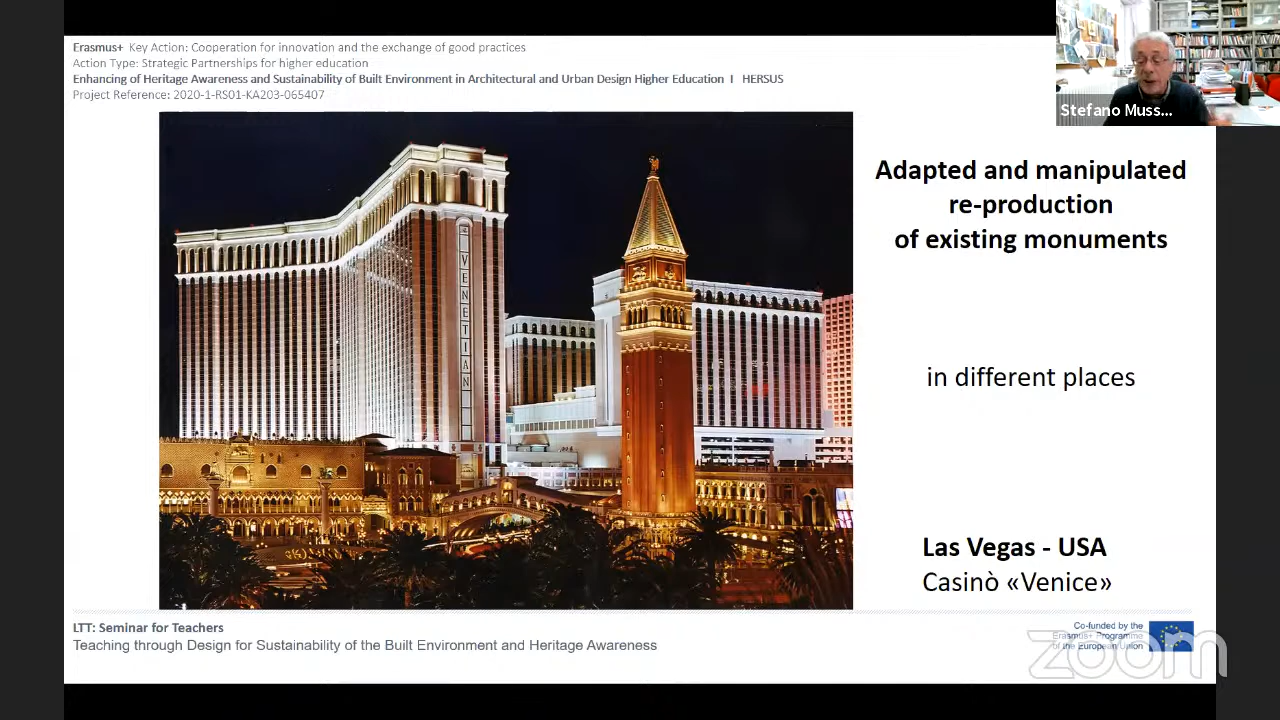 Erasmus+ Key Action: Cooperation for innovation and the exchange of good practices
Action Type: Strategic Partnerships for higher education
Enhancing of Heritage Awareness and Sustainability of Built Environment in Architectural and Urban Design Higher Education I HERSUS
Project Reference: 2020-1-RS01-KA203-065407
Stefano Muss...
Adapted and manipulated
re-production
of existing monuments
VENETIAN
in different places
Las Vegas - USA
Casinò «Venice»
LTT: Seminar for Teachers
Teaching through Design for Sustainability of the Built Environment and Heritage Awareness
Co-funded by the
Erasmus+ Programme
of the European Union
zoom